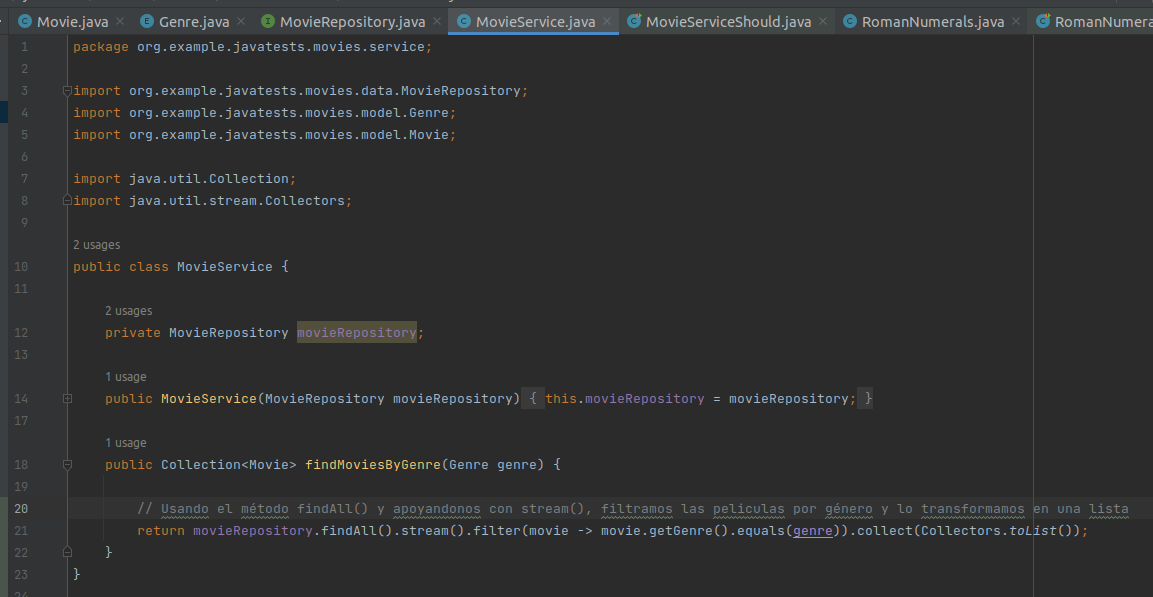 Movie.java Genre.java MovieRepository.java MovieService.java MovieServiceShould.java RomanNumerals.java RomanNumera
1 package org.example.javatests.movies.service;
2
3 import org.example.javatests.movies.data.MovieRepository;
4 import org.example.javatests.movies.model.Genre;
5 import org.example.javatests.movies.model.Movie;
6
7 import java.util.Collection;
8 import java.util.stream.Collectors;
9
2 usages
10 public class MovieService {
11
2 usages
12 private MovieRepository movieRepository;
13
1 usage
14 public MovieService(MovieRepository movieRepository) { this.movieRepository = movieRepository; }
17
1 usage
18 public Collection<Movie> findMoviesByGenre(Genre genre) {
19
20 // Usando el método findAll() y apoyandonos con stream(), filtramos las peliculas por género y lo transformamos en una lista
21 return movieRepository.findAll().stream().filter(movie -> movie.getGenre().equals(genre)).collect(Collectors.toList());
22 }
23 }
24